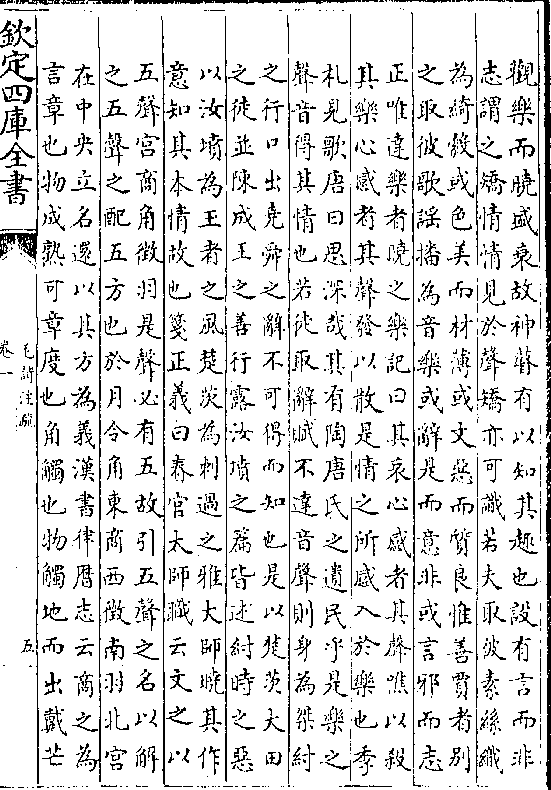 觀樂而曉盛衰故神瞽有以知其趣也設有言而非
志謂之矯情情見於聲矯亦可識若夫取彼素絲織
為綺縠或色美而材薄或文惡而質良惟善賈者別
之取彼歌謡播為音樂或辭是而意非或言邪而志
正唯達樂者曉之樂記曰其哀心感者其聲噍以殺
其樂心感者其聲發以散是情之所感入於樂也季
札見歌唐曰思深哉其有陶唐氏之遺民乎是樂之
聲音得其情也若徒取辭賦不達音聲則身為桀紂
之行口出堯舜之辭不可得而知也是以楚茨大田
之徒並陳成王之善行露汝墳之篇皆述紂時之惡
以汝墳為王者之風楚茨為刺過之雅大師曉其作
意知其本情故也箋正義曰春官太師職云文之以
五聲宫商角徵羽是聲必有五故引五聲之名以解
之五聲之配五方也於月令角東商西徵南羽北宫
在中央立名還以其方為義漢書律厯志云商之為
言章也物成熟可章度也角觸也物觸地而出戴芒
欽定四庫全書
毛詩注疏
卷一
五